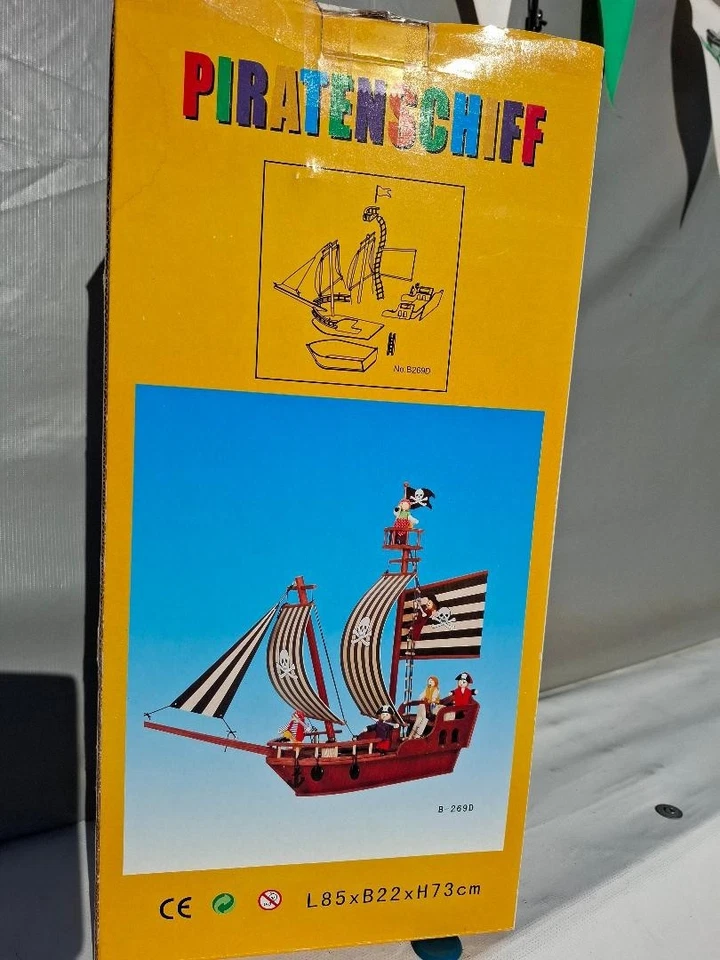 PIRATENSCHIFF
No.B269D
B-269D
CE
L85xB22xH73cm